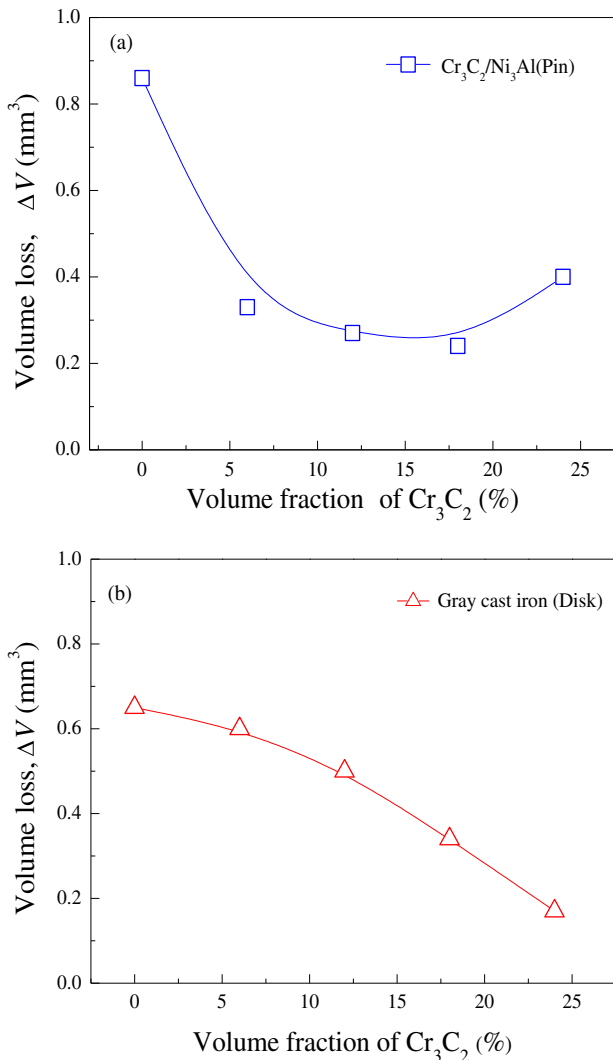 (a)
Cr₃C₂/Ni₃Al(Pin)
1.0
0.8
0.6
0.4
0.2
0.0
Volume loss, ΔV (mm³)
0 5 10 15 20 25
Volume fraction of Cr₃C₂ (%)
(b)
Gray cast iron (Disk)
1.0
0.8
0.6
0.4
0.2
0.0
Volume loss, ΔV (mm³)
0 5 10 15 20 25
Volume fraction of Cr₃C₂ (%)